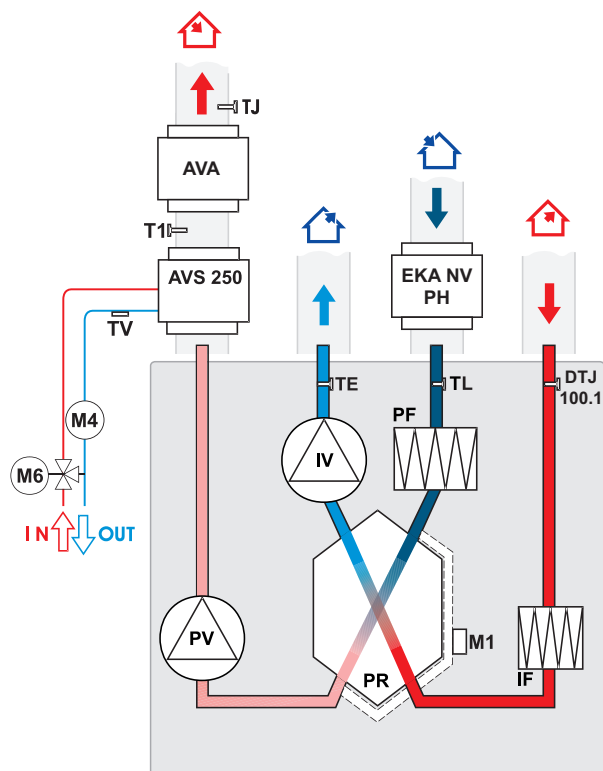 TJ
AVA
T1
AVS 250
EKA NV
PH
TV
TE
TL
DTJ
100.1
PF
M4
IV
M6
IN
OUT
PV
M1
PR
IF